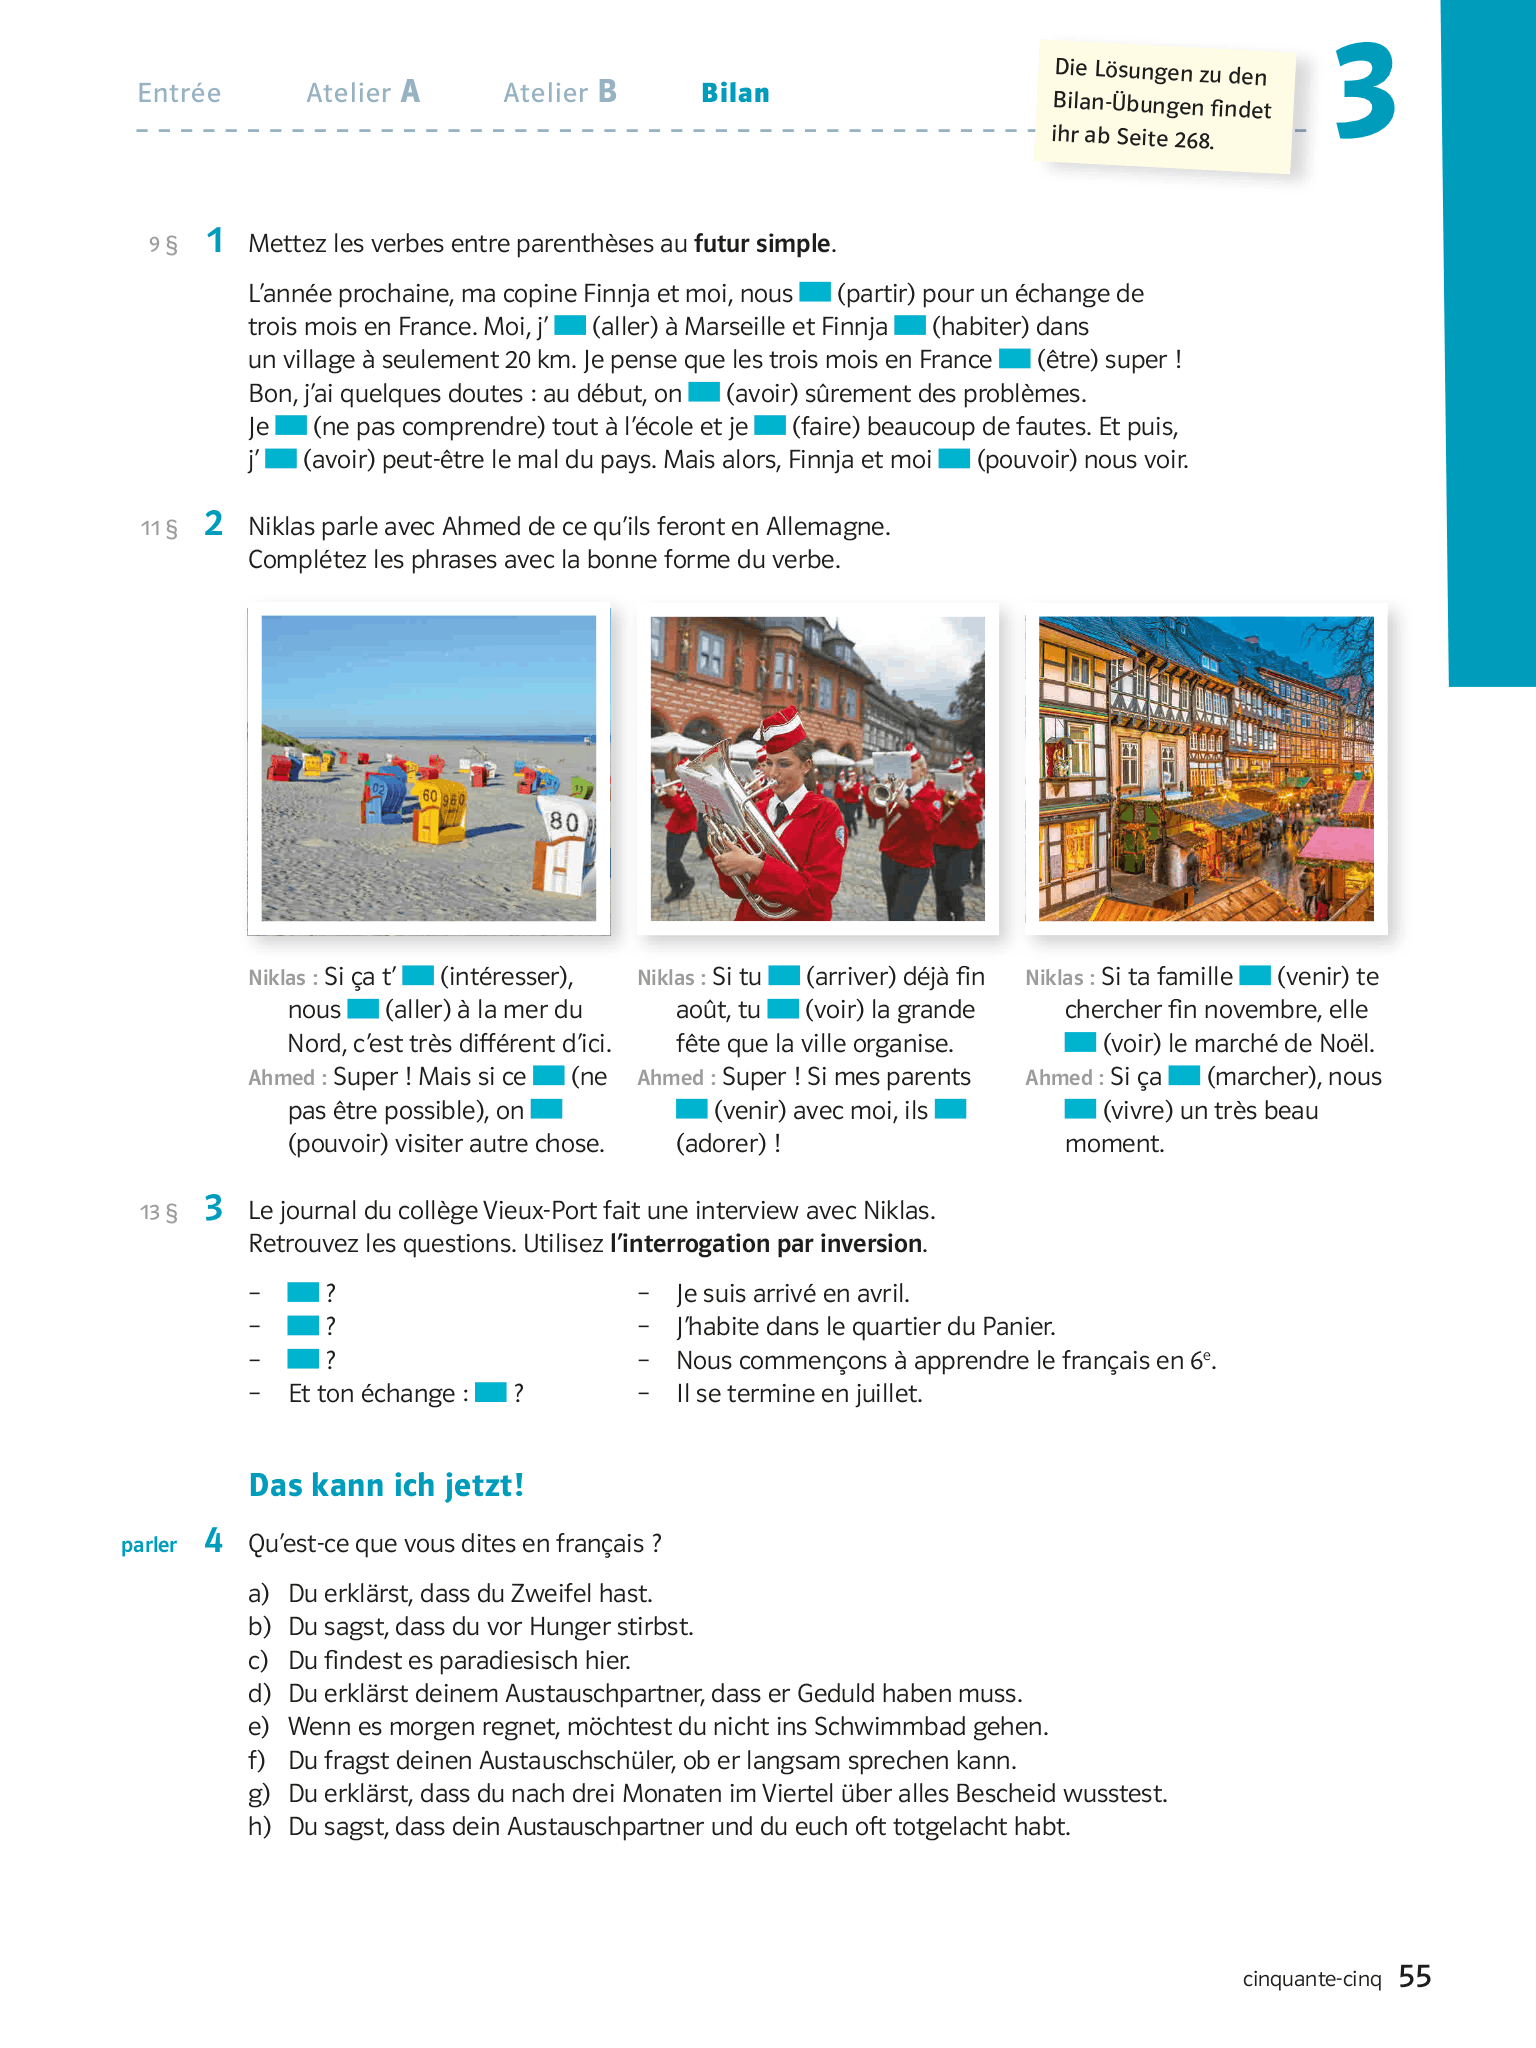 Entrée Atelier A Atelier B Bilan
Die Lösungen zu den
Bilan-Übungen findet
ihr ab Seite 268.
3
9 § 1 Mettez les verbes entre parenthèses au futur simple.
L'année prochaine, ma copine Finnja et moi, nous (partir) pour un échange de
trois mois en France. Moi, j' (aller) à Marseille et Finnja (habiter) dans
un village à seulement 20 km. Je pense que les trois mois en France (être) super !
Bon, j'ai quelques doutes : au début, on (avoir) sûrement des problèmes.
Je (ne pas comprendre) tout à l'école et je (faire) beaucoup de fautes. Et puis,
j' (avoir) peut-être le mal du pays. Mais alors, Finnja et moi (pouvoir) nous voir.
11 § 2 Niklas parle avec Ahmed de ce qu'ils feront en Allemagne.
Complétez les phrases avec la bonne forme du verbe.
02
60
960
80
Niklas : Si ça t' (intéresser),
nous (aller) à la mer du
Nord, c'est très différent d'ici.
Ahmed : Super ! Mais si ce (ne
pas être possible), on
(pouvoir) visiter autre chose.
Niklas : Si tu (arriver) déjà fin
août, tu (voir) la grande
fête que la ville organise.
Ahmed : Super ! Si mes parents
(venir) avec moi, ils
(adorer) !
Niklas : Si ta famille (venir) te
chercher fin novembre, elle
(voir) le marché de Noël.
Ahmed : Si ça (marcher), nous
(vivre) un très beau
moment.
13 § 3 Le journal du collège Vieux-Port fait une interview avec Niklas.
Retrouvez les questions. Utilisez l'interrogation par inversion.
– ? – Je suis arrivé en avril.
– ? – J'habite dans le quartier du Panier.
– ? – Nous commençons à apprendre le français en 6e.
– Et ton échange : ? – Il se termine en juillet.
Das kann ich jetzt!
parler 4 Qu'est-ce que vous dites en français ?
a) Du erklärst, dass du Zweifel hast.
b) Du sagst, dass du vor Hunger stirbst.
c) Du findest es paradiesisch hier.
d) Du erklärst deinem Austauschpartner, dass er Geduld haben muss.
e) Wenn es morgen regnet, möchtest du nicht ins Schwimmbad gehen.
f) Du fragst deinen Austauschschüler, ob er langsam sprechen kann.
g) Du erklärst, dass du nach drei Monaten im Viertel über alles Bescheid wusstest.
h) Du sagst, dass dein Austauschpartner und du euch oft totgelacht habt.
cinquante-cinq 55